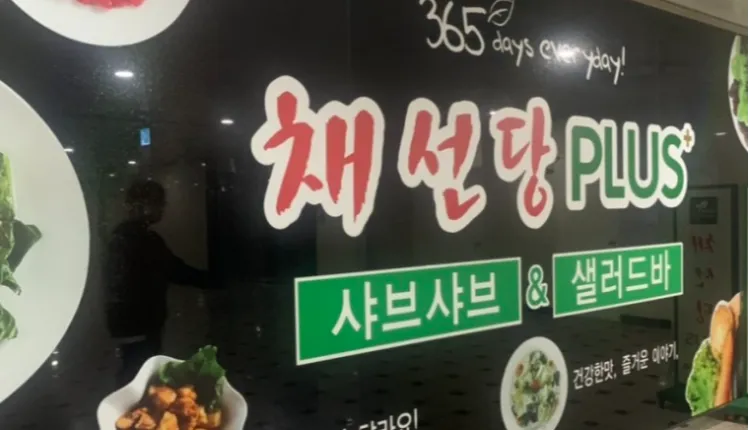 365 days everyday!
채선당 PLUS+
샤브샤브 & 샐러드바
건강한맛, 즐거운 이야기.